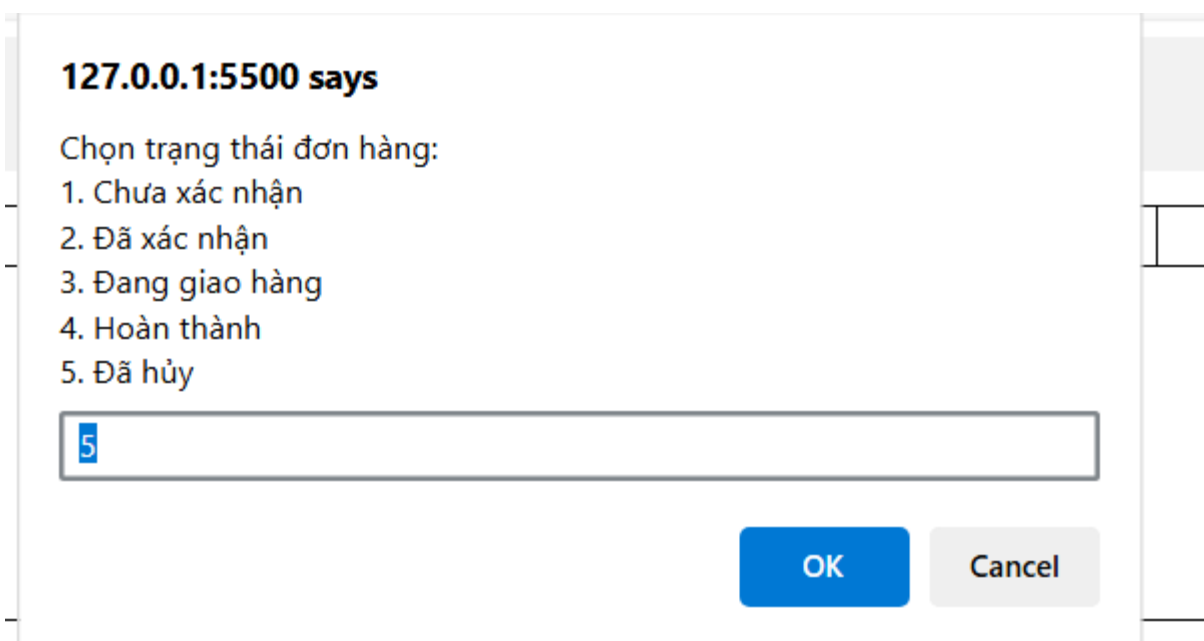 127.0.0.1:5500 says
Chọn trạng thái đơn hàng:
1. Chưa xác nhận
2. Đã xác nhận
3. Đang giao hàng
4. Hoàn thành
5. Đã hủy
5
OK Cancel